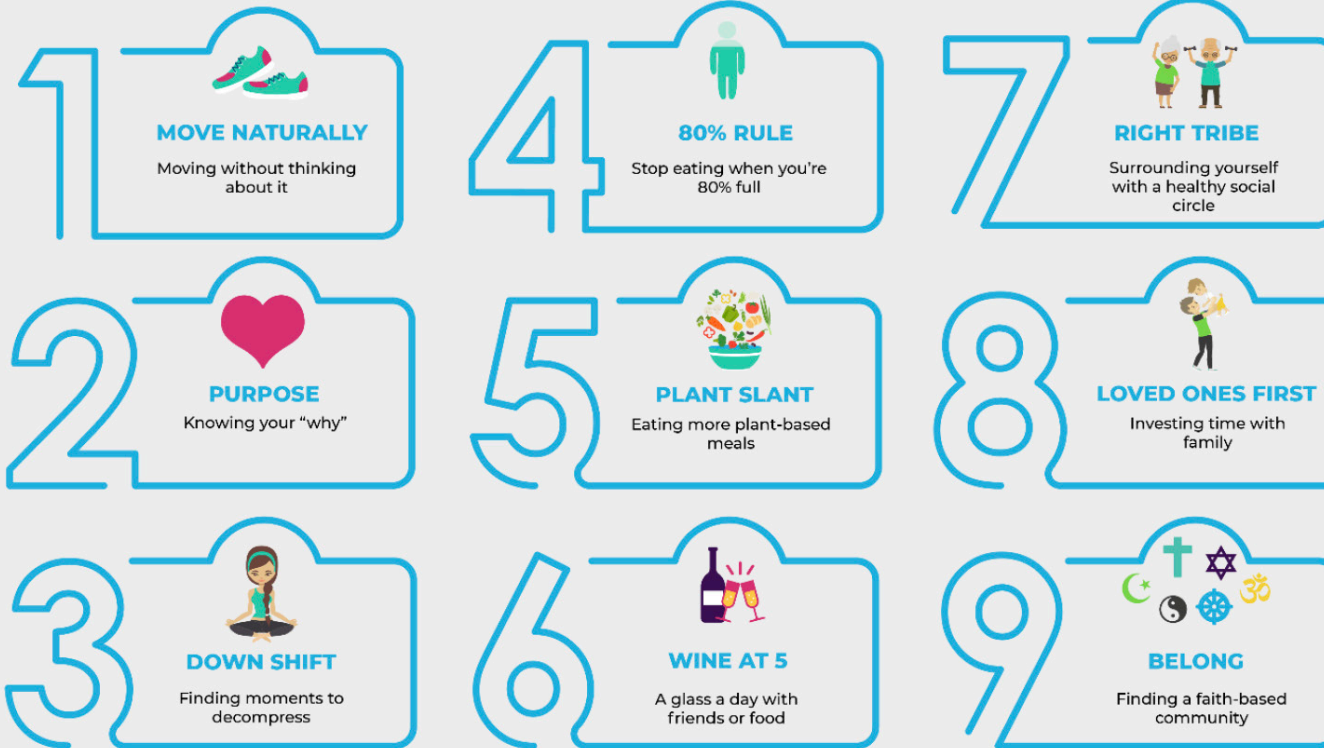 1
MOVE NATURALLY
Moving without thinking
about it
2
PURPOSE
Knowing your “why”
3
DOWN SHIFT
Finding moments to
decompress
4
80% RULE
Stop eating when you’re
80% full
5
PLANT SLANT
Eating more plant-based
meals
6
WINE AT 5
A glass a day with
friends or food
7
RIGHT TRIBE
Surrounding yourself
with a healthy social
circle
8
LOVED ONES FIRST
Investing time with
family
9
BELONG
Finding a faith-based
community